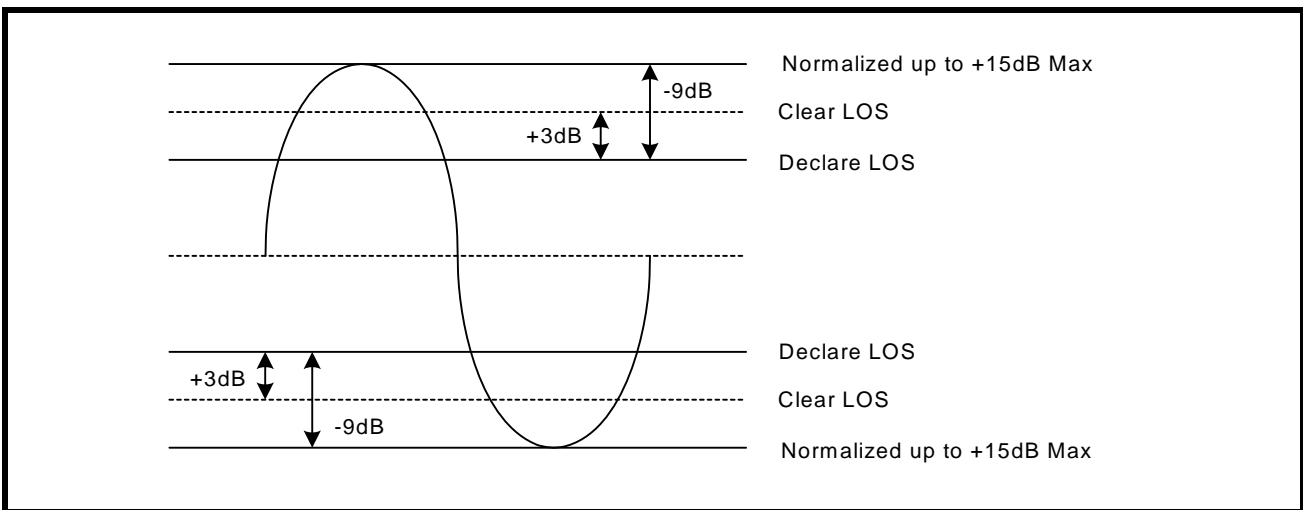 Normalized up to +15dB Max
-9dB
Clear LOS
+3dB
Declare LOS
Declare LOS
+3dB
Clear LOS
-9dB
Normalized up to +15dB Max